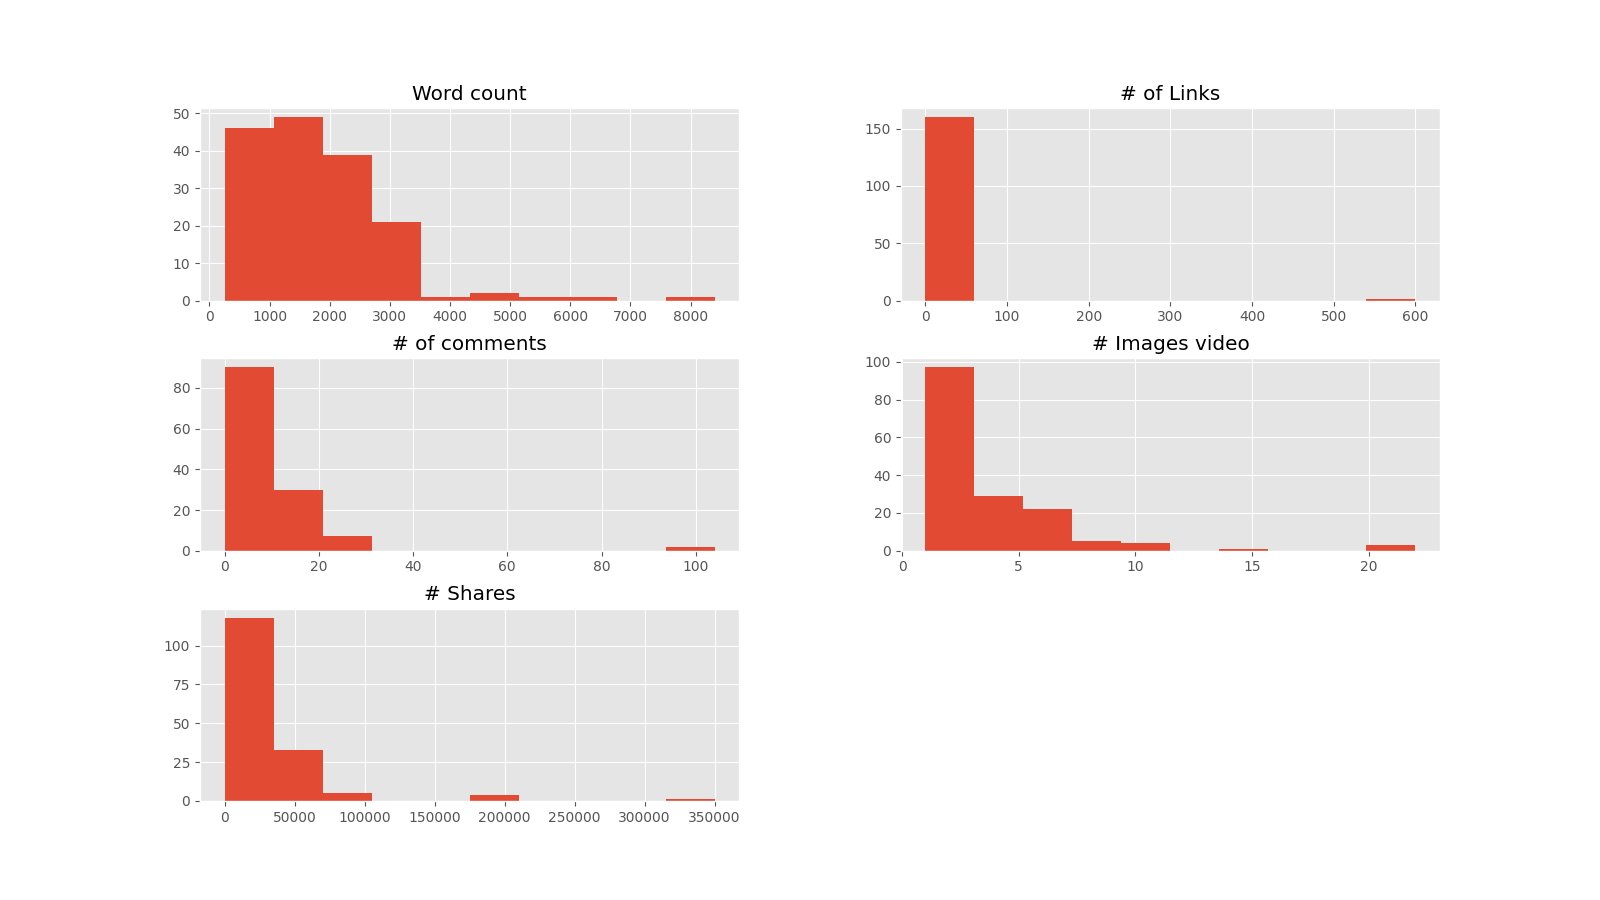 Word count
50
40
30
20
10
0
0 1000 2000 3000 4000 5000 6000 7000 8000
# of Links
150
100
50
0
0 100 200 300 400 500 600
# of comments
80
60
40
20
0
0 20 40 60 80 100
# Images video
100
80
60
40
20
0
0 5 10 15 20
# Shares
100
75
50
25
0
0 50000 100000 150000 200000 250000 300000 350000